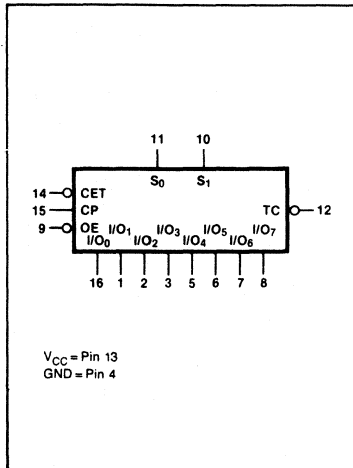 11 10
S₀ S₁
14 CET
15 CP
TC 12
9 OE I/O₁ I/O₃ I/O₅ I/O₇
I/O₀ I/O₂ I/O₄ I/O₆
16 1 2 3 5 6 7 8
V_CC = Pin 13
GND = Pin 4